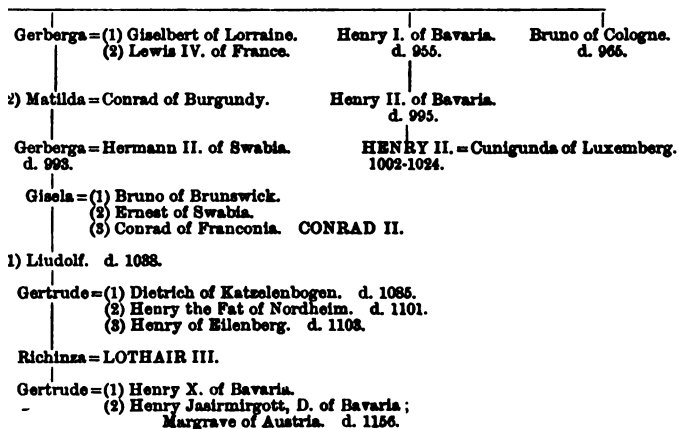 Gerberga=(1) Giselbert of Lorraine. Henry I. of Bavaria. Bruno of Cologne.
(2) Lewis IV. of France. d. 955. d. 965.
2) Matilda=Conrad of Burgundy. Henry II. of Bavaria.
d. 995.
Gerberga=Hermann II. of Swabia. HENRY II.=Cunigunda of Luxemberg.
d. 993. 1002-1024.
Gisela=(1) Bruno of Brunswick.
(2) Ernest of Swabia.
(3) Conrad of Franconia. CONRAD II.
1) Liudolf. d. 1038.
Gertrude=(1) Dietrich of Katzelenbogen. d. 1085.
(2) Henry the Fat of Nordheim. d. 1101.
(3) Henry of Eilenberg. d. 1103.
Richinza=LOTHAIR III.
Gertrude=(1) Henry X. of Bavaria.
(2) Henry Jasirmirgott, D. of Bavaria;
Margrave of Austria. d. 1156.